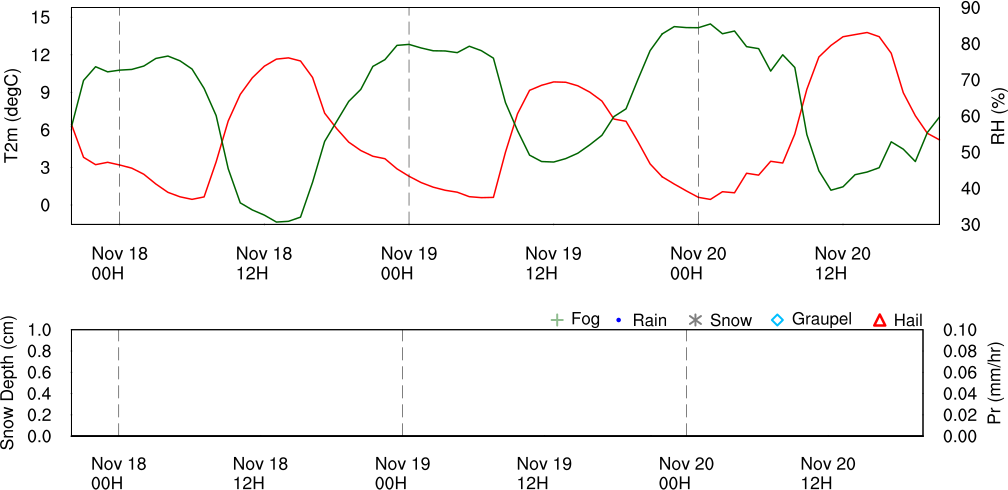 15
12
9
6
3
0
T2m (degC)
90
80
70
60
50
40
30
RH (%)
Nov 18
00H
Nov 18
12H
Nov 19
00H
Nov 19
12H
Nov 20
00H
Nov 20
12H
Fog
Rain
Snow
Graupel
Hail
1.0
0.8
0.6
0.4
0.2
0.0
Snow Depth (cm)
0.10
0.08
0.06
0.04
0.02
0.00
Pr (mm/hr)
Nov 18
00H
Nov 18
12H
Nov 19
00H
Nov 19
12H
Nov 20
00H
Nov 20
12H